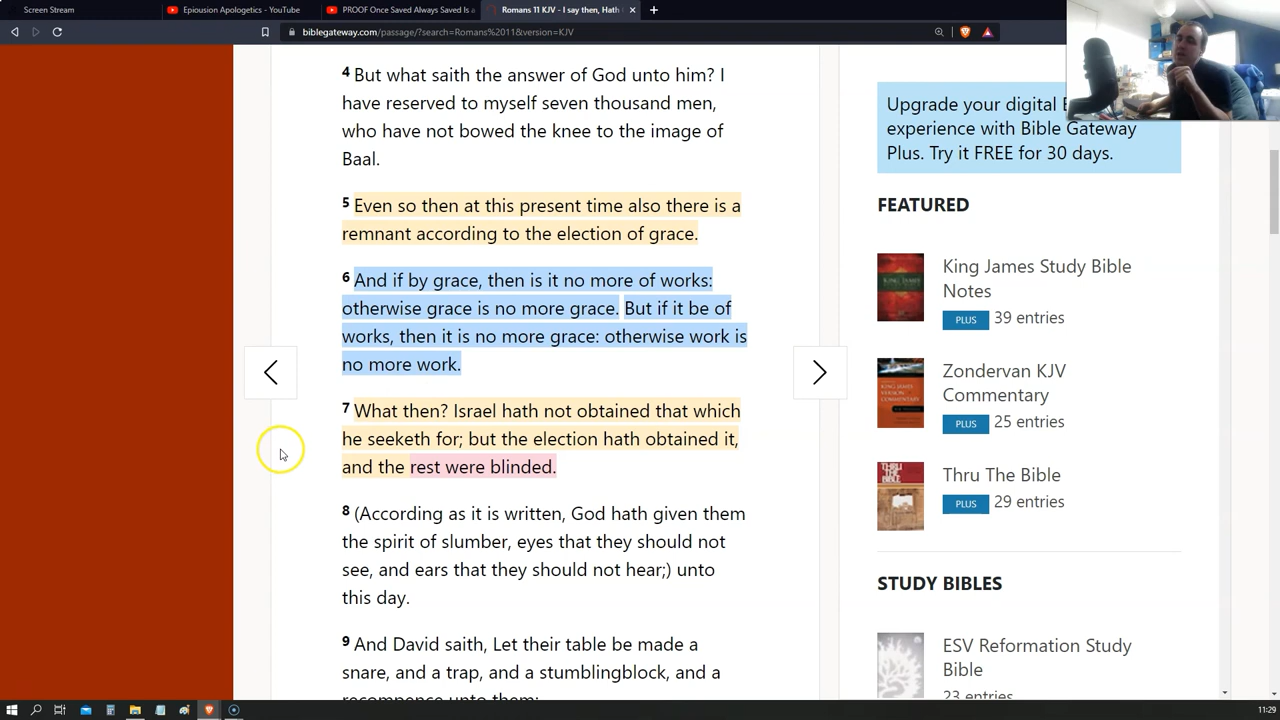 Screen Stream
Epiousion Apologetics - YouTube
PROOF Once Saved Always Saved Is a
Romans 11 KJV - I say then, Hath
biblegateway.com/passage/?search=Romans%2011&version=KJV
4 But what saith the answer of God unto him? I
have reserved to myself seven thousand men,
who have not bowed the knee to the image of
Baal.
5 Even so then at this present time also there is a
remnant according to the election of grace.
6 And if by grace, then is it no more of works:
otherwise grace is no more grace. But if it be of
works, then it is no more grace: otherwise work is
no more work.
7 What then? Israel hath not obtained that which
he seeketh for; but the election hath obtained it,
and the rest were blinded.
8 (According as it is written, God hath given them
the spirit of slumber, eyes that they should not
see, and ears that they should not hear;) unto
this day.
9 And David saith, Let their table be made a
snare, and a trap, and a stumblingblock, and a
recompence unto them:
Upgrade your digital
experience with Bible Gateway
Plus. Try it FREE for 30 days.
FEATURED
King James Study Bible
Notes
PLUS 39 entries
Zondervan KJV
Commentary
PLUS 25 entries
Thru The Bible
PLUS 29 entries
STUDY BIBLES
ESV Reformation Study
Bible
23 entries
11:29